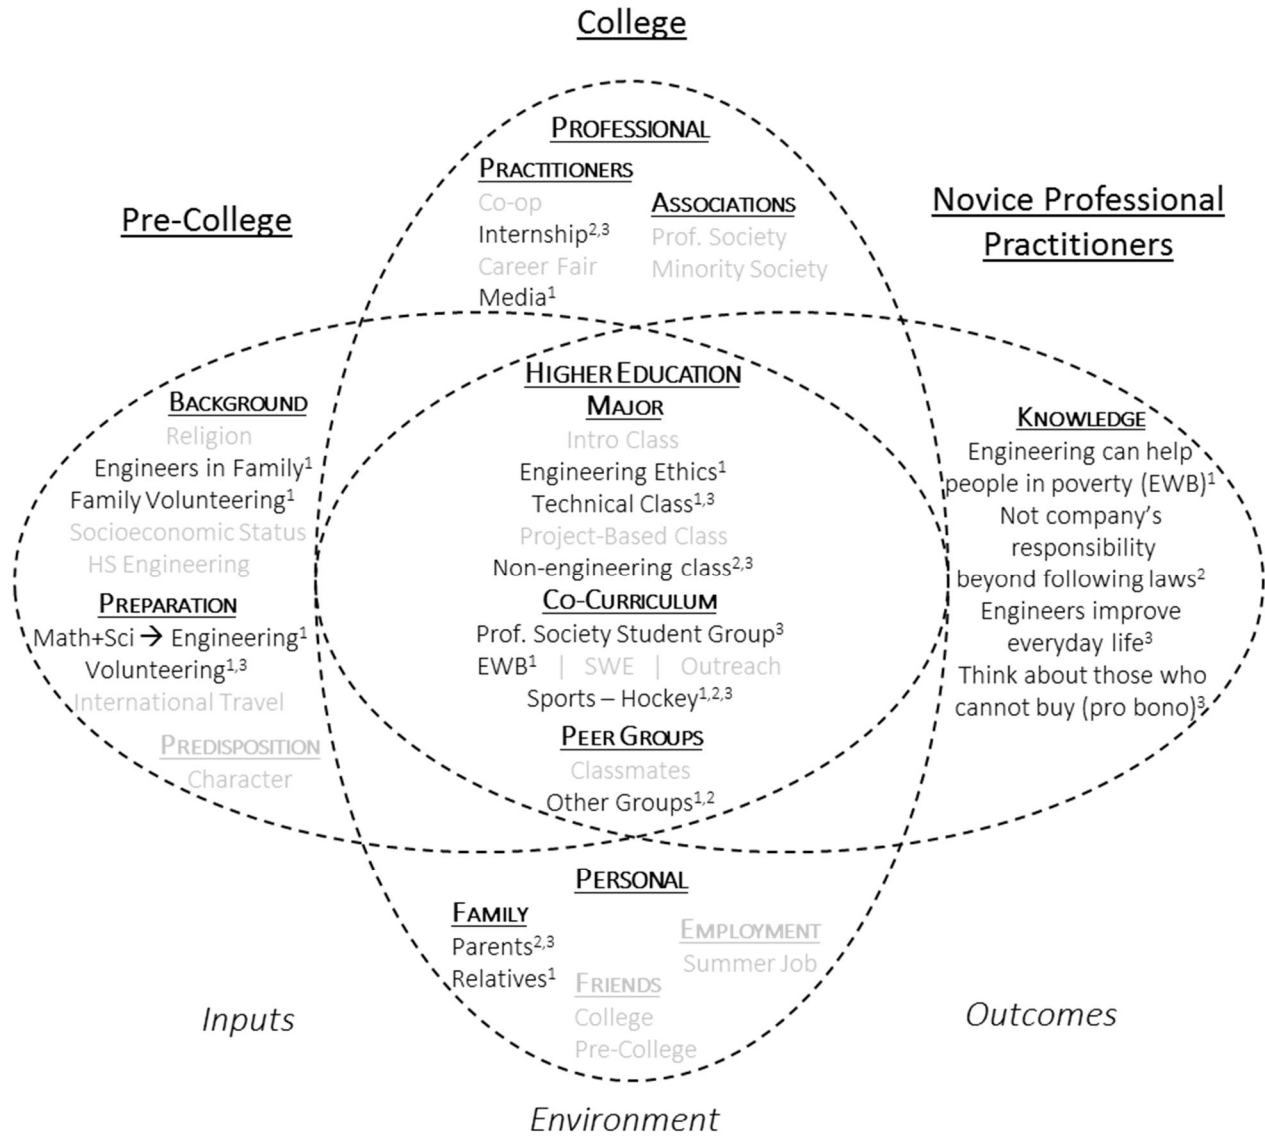 College
Pre-College
Novice Professional
Practitioners
PROFESSIONAL
PRACTITIONERS
Co-op
Internship2,3
Career Fair
Media1
ASSOCIATIONS
Prof. Society
Minority Society
BACKGROUND
Religion
Engineers in Family1
Family Volunteering1
Socioeconomic Status
HS Engineering
PREPARATION
Math+Sci → Engineering1
Volunteering1,3
International Travel
PREDISPOSITION
Character
HIGHER EDUCATION
MAJOR
Intro Class
Engineering Ethics1
Technical Class1,3
Project-Based Class
Non-engineering class2,3
CO-CURRICULUM
Prof. Society Student Group3
EWB1 | SWE | Outreach
Sports – Hockey1,2,3
PEER GROUPS
Classmates
Other Groups1,2
KNOWLEDGE
Engineering can help
people in poverty (EWB)1
Not company's
responsibility
beyond following laws2
Engineers improve
everyday life3
Think about those who
cannot buy (pro bono)3
PERSONAL
FAMILY
Parents2,3
Relatives1
EMPLOYMENT
Summer Job
FRIENDS
College
Pre-College
Inputs
Environment
Outcomes